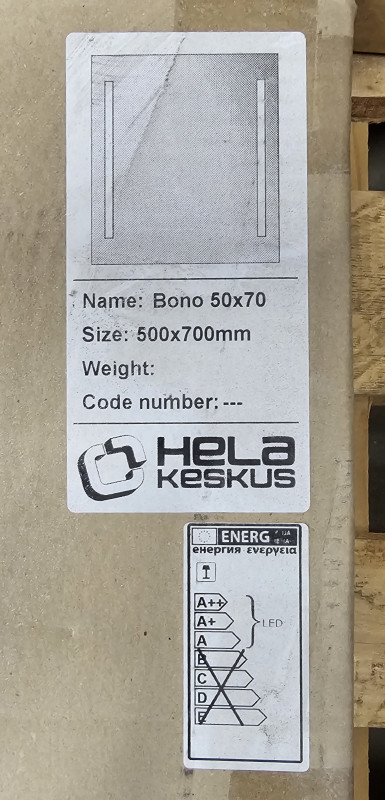 Name: Bono 50x70
Size: 500x700mm
Weight:
Code number: ---
HELA
KESKUS
ENERG
енергия ενεργεια
A++
A+
A
LED
B
C
D
E